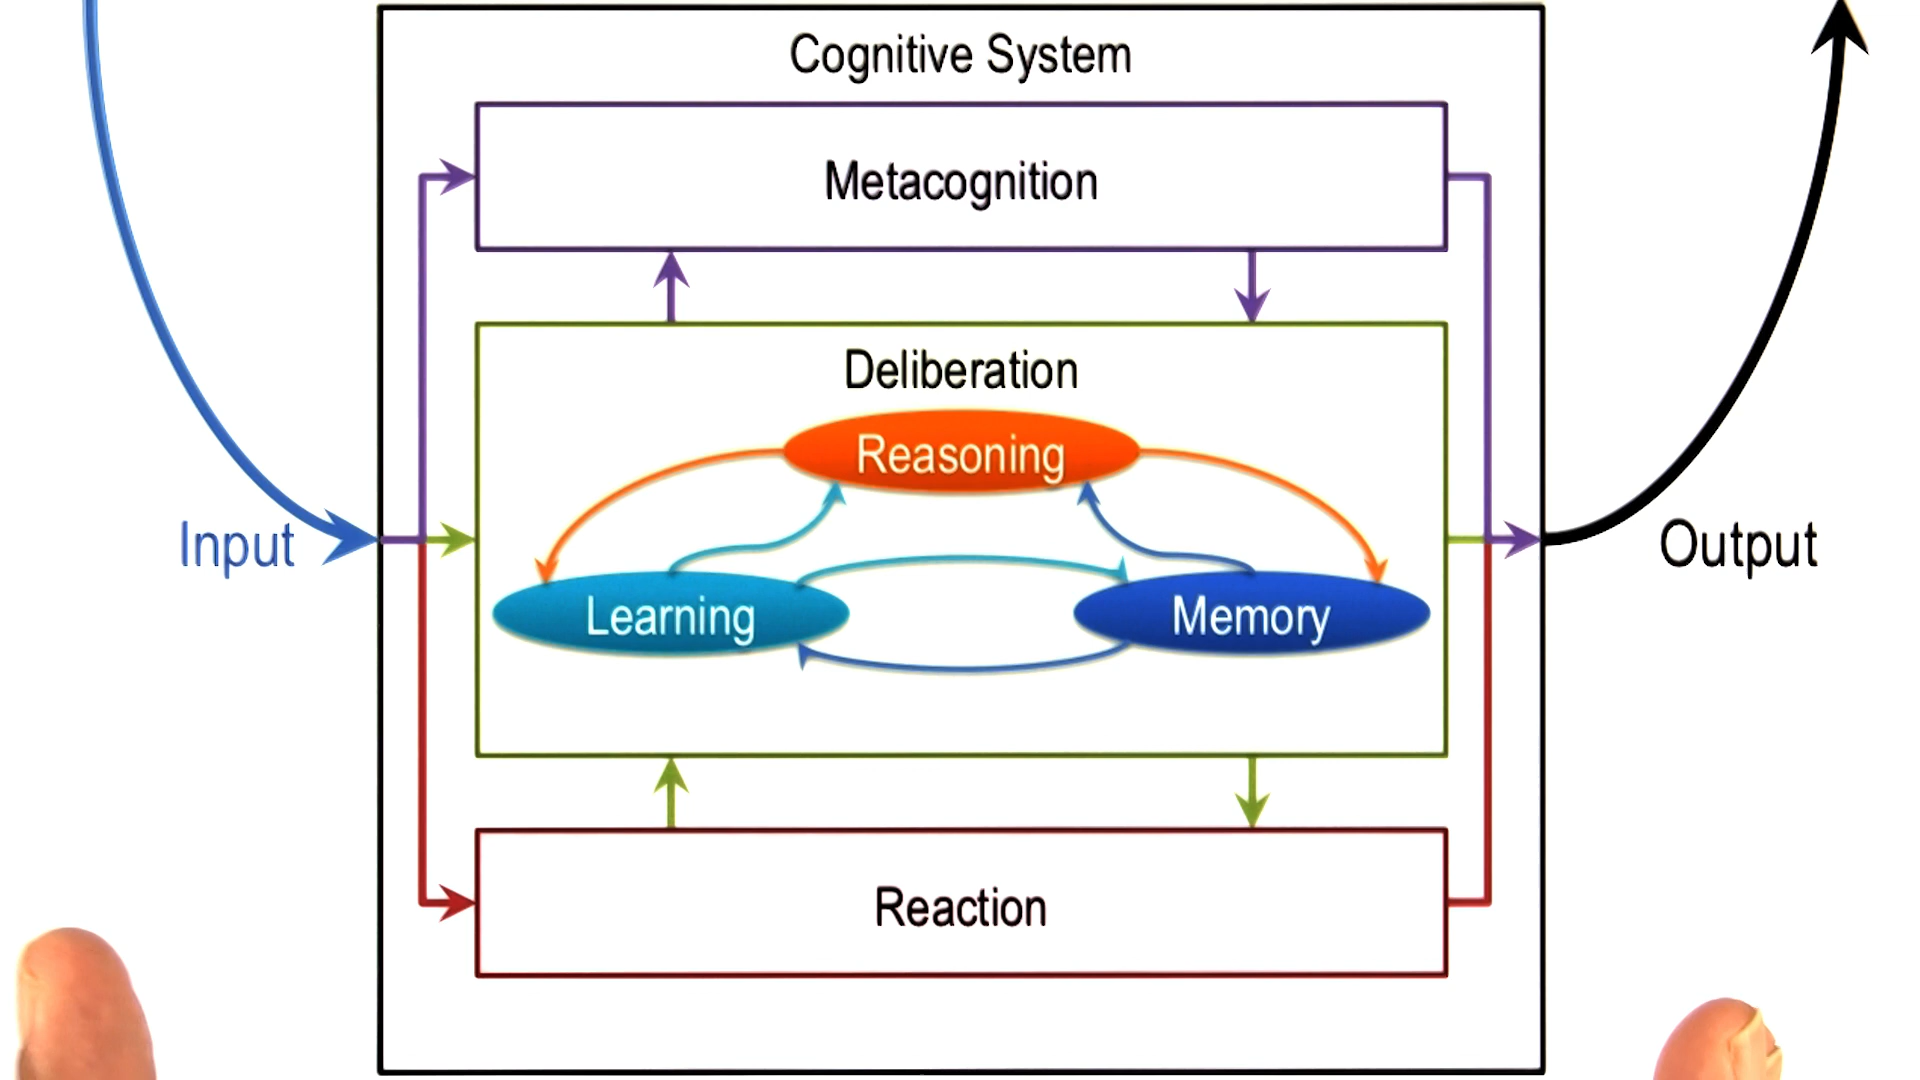 Cognitive System
Metacognition
Deliberation
Reasoning
Input
Output
Learning
Memory
Reaction